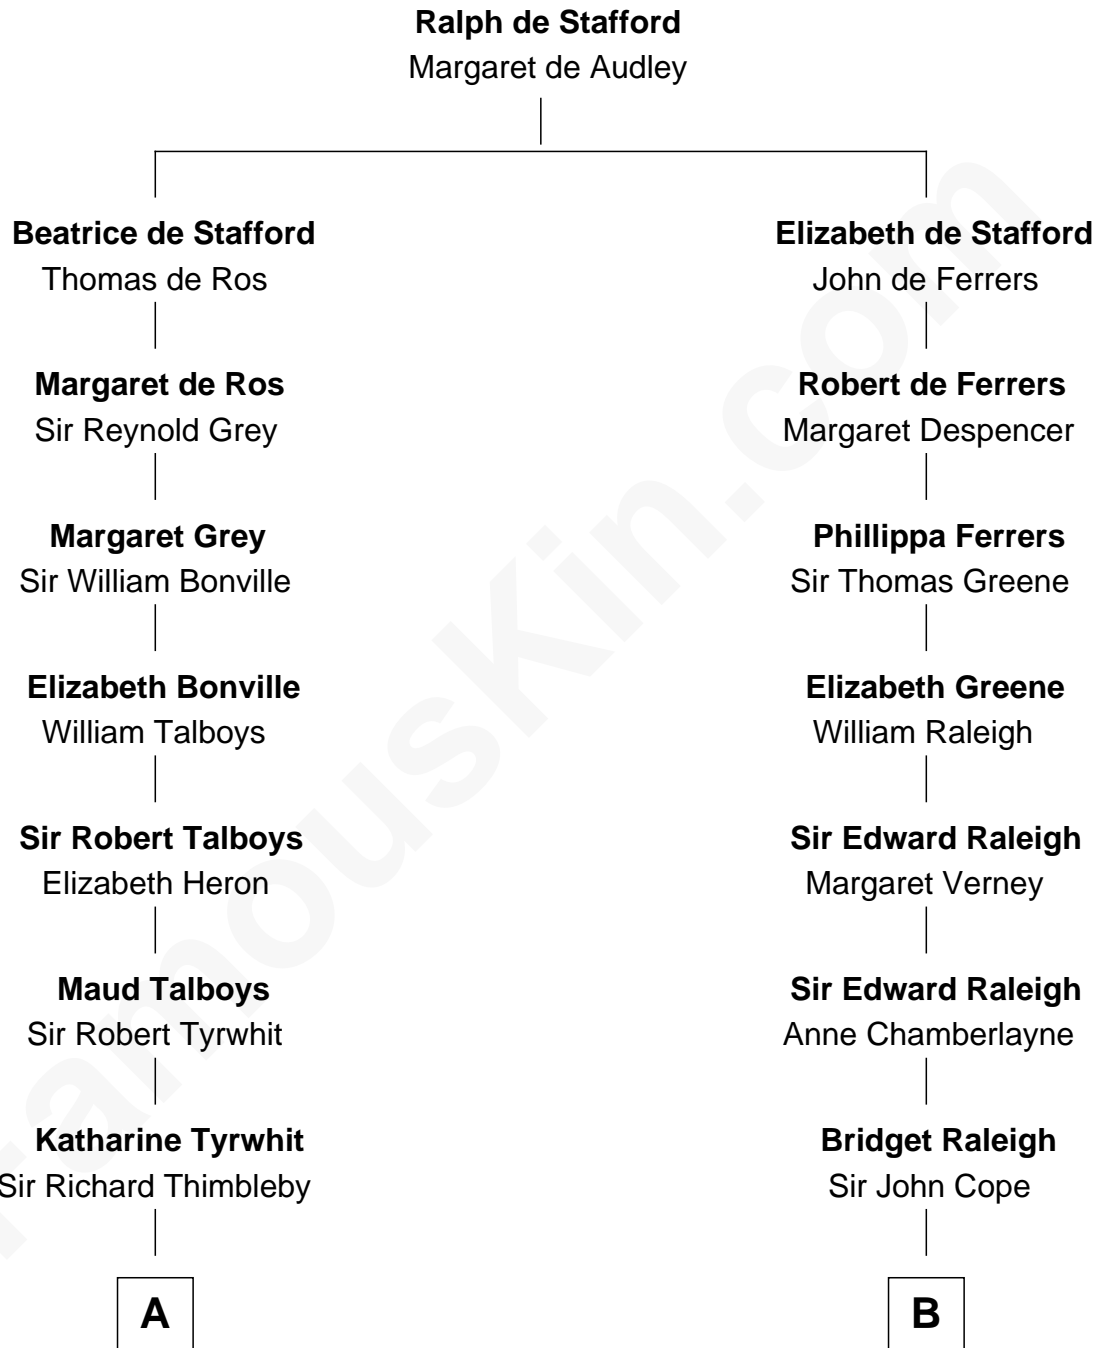 Ralph de Stafford
Margaret de Audley
Beatrice de Stafford
Thomas de Ros
Margaret de Ros
Sir Reynold Grey
Margaret Grey
Sir William Bonville
Elizabeth Bonville
William Talboys
Sir Robert Talboys
Elizabeth Heron
Maud Talboys
Sir Robert Tyrwhit
Katharine Tyrwhit
Sir Richard Thimbleby
A
Elizabeth de Stafford
John de Ferrers
Robert de Ferrers
Margaret Despencer
Phillippa Ferrers
Sir Thomas Greene
Elizabeth Greene
William Raleigh
Sir Edward Raleigh
Margaret Verney
Sir Edward Raleigh
Anne Chamberlayne
Bridget Raleigh
Sir John Cope
B
FamousKin.com